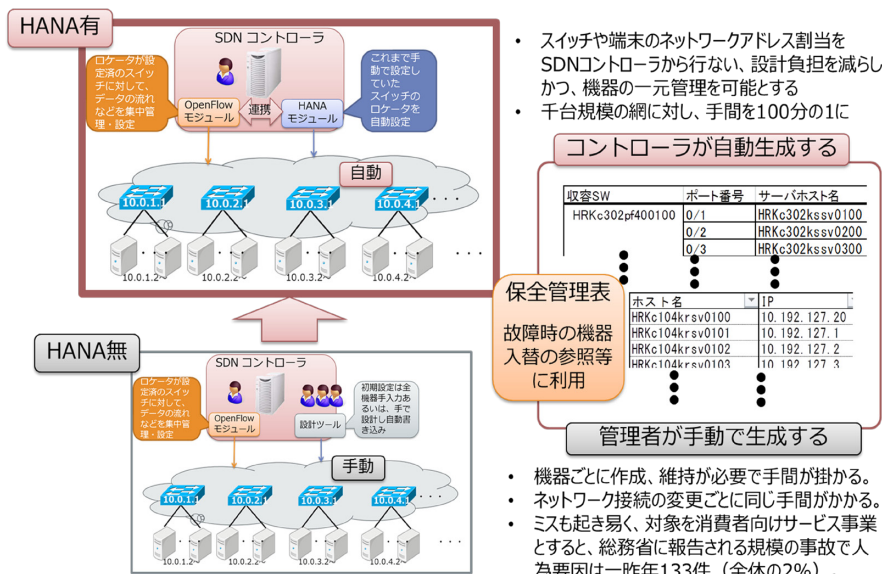 HANA有
SDN コントローラ
ロケータが設
定済のスイッ
チに対して、
データの流れ
などを集中管
理・設定
OpenFlow
モジュール
連携
HANA
モジュール
これまで手
動で設定し
ていた
スイッチの
ロケータを
自動設定
自動
10.0.1.1
10.0.2.1
10.0.3.1
10.0.4.1
・・・
10.0.1.2~
10.0.2.2~
10.0.3.2~
10.0.4.2~
・・・
HANA無
SDN コントローラ
ロケータが設
定済のスイッ
チに対して、
データの流れ
などを集中管
理・設定
OpenFlow
モジュール
設計ツール
初期設定は全
機器手入力あ
るいは、手で
設計し自動書
き込み
手動
10.0.1.1
10.0.2.1
10.0.3.1
10.0.4.1
・・・
10.0.1.2~
10.0.2.2~
10.0.3.2~
10.0.4.2~
・・・
• スイッチや端末のネットワークアドレス割当を
SDNコントローラから行ない、設計負担を減らし
かつ、機器の一元管理を可能とする
• 千台規模の網に対し、手間を100分の1に
コントローラが自動生成する
収容SW ポート番号 サーバホスト名
HRKc302pf400100 0/1 HRKc302kssv0100
0/2 HRKc302kssv0200
0/3 HRKc302kssv0300
保全管理表
故障時の機器
入替の参照等
に利用
ホスト名 IP
HRKc104krsv0100 10.192.127.20
HRKc104krsv0101 10.192.127.1
HRKc104krsv0102 10.192.127.2
HRKc104krsv0103 10.192.127.3
管理者が手動で生成する
• 機器ごとに作成、維持が必要で手間が掛かる。
• ネットワーク接続の変更ごとに同じ手間がかかる。
• ミスも起き易く、対象を消費者向けサービス事業
とすると、総務省に報告される規模の事故で人
為要因は一昨年133件（全体の2%）.